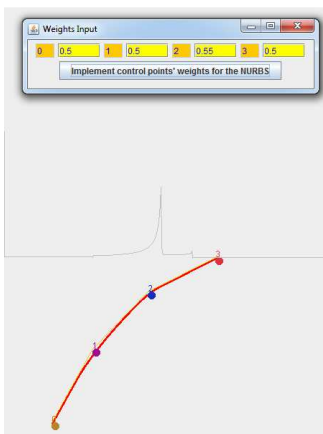 Weights Input
0 0.5 1 0.5 2 0.55 3 0.5
Implement control points' weights for the NURBS
3
2
1